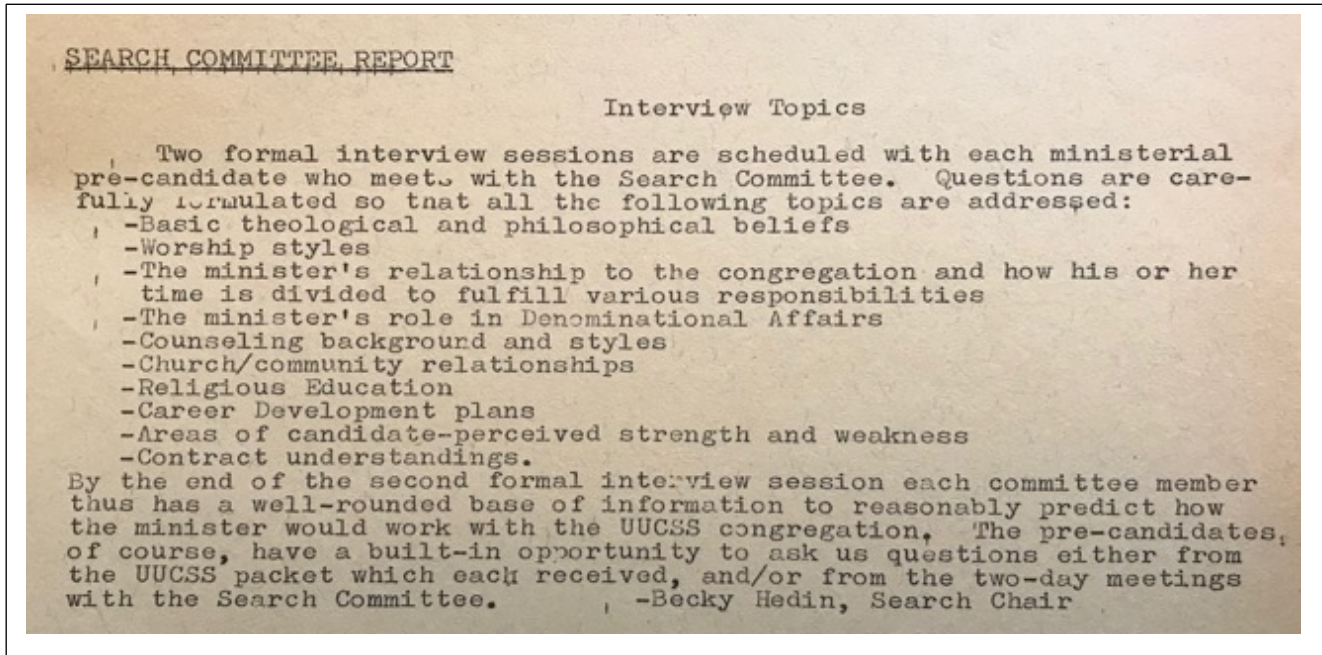 SEARCH COMMITTEE REPORT
Interview Topics
Two formal interview sessions are scheduled with each ministerial
pre-candidate who meets with the Search Committee. Questions are care-
fully formulated so that all the following topics are addressed:
-Basic theological and philosophical beliefs
-Worship styles
-The minister's relationship to the congregation and how his or her
time is divided to fulfill various responsibilities
-The minister's role in Denominational Affairs
-Counseling background and styles
-Church/community relationships
-Religious Education
-Career Development plans
-Areas of candidate-perceived strength and weakness
-Contract understandings.
By the end of the second formal interview session each committee member
thus has a well-rounded base of information to reasonably predict how
the minister would work with the UUCSS congregation, The pre-candidates,
of course, have a built-in opportunity to ask us questions either from
the UUCSS packet which each received, and/or from the two-day meetings
with the Search Committee. -Becky Hedin, Search Chair